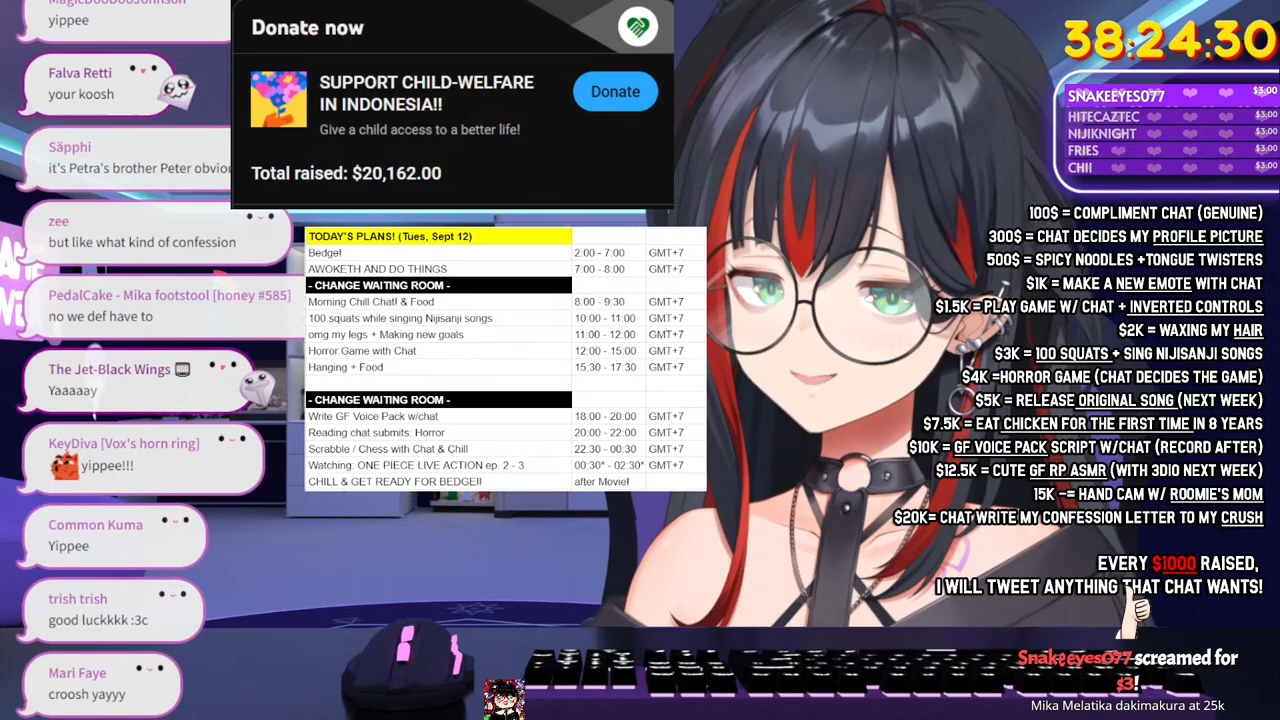 MagicDooDooJohnson
yippee
Falva Retti
your koosh
Säpphi
it's Petra's brother Peter
zee
but like what kind of confession
PedalCake - Mika footstool [honey #585]
no we def have to
The Jet-Black Wings
Yaaaaay
KeyDiva [Vox's horn ring]
yippee!!!
Common Kuma
Yippee
trish trish
good luckkkk :3c
Mari Faye
croosh yayyy
Donate now
SUPPORT CHILD-WELFARE
IN INDONESIA!!
Give a child access to a better life!
Donate
Total raised: $20,162.00
TODAY'S PLANS! (Tues, Sept 12)
Bedge! 2:00 - 7:00 GMT+7
AWOKETH AND DO THINGS 7:00 - 8:00 GMT+7
- CHANGE WAITING ROOM -
Morning Chill Chat! & Food 8:00 - 9:30 GMT+7
100 squats while singing Nijisanji songs 10:00 - 11:00 GMT+7
omg my legs + Making new goals 11:00 - 12:00 GMT+7
Horror Game with Chat 12:00 - 15:00 GMT+7
Hanging + Food 15:30 - 17:30 GMT+7
- CHANGE WAITING ROOM -
Write GF Voice Pack w/chat 18:00 - 20:00 GMT+7
Reading chat submits: Horror 20:00 - 22:00 GMT+7
Scrabble / Chess with Chat & Chill 22:30 - 00:30 GMT+7
Watching: ONE PIECE LIVE ACTION ep. 2 - 3 00:30* - 02:30* GMT+7
CHILL & GET READY FOR BEDGE!! after Movie!
38:24:30
SNAKEEYES077 $3.00
HITECAZTEC $3.00
NIJIKNIGHT $3.00
FRIES $3.00
CHII $3.00
100$ = COMPLIMENT CHAT (GENUINE)
300$ = CHAT DECIDES MY PROFILE PICTURE
500$ = SPICY NOODLES +TONGUE TWISTERS
$1K = MAKE A NEW EMOTE WITH CHAT
$1.5K = PLAY GAME W/ CHAT + INVERTED CONTROLS
$2K = WAXING MY HAIR
$3K = 100 SQUATS + SING NIJISANJI SONGS
$4K =HORROR GAME (CHAT DECIDES THE GAME)
$5K = RELEASE ORIGINAL SONG (NEXT WEEK)
$7.5K = EAT CHICKEN FOR THE FIRST TIME IN 8 YEARS
$10K = GF VOICE PACK SCRIPT W/CHAT (RECORD AFTER)
$12.5K = CUTE GF RP ASMR (WITH 3DIO NEXT WEEK)
15K -= HAND CAM W/ ROOMIE'S MOM
$20K= CHAT WRITE MY CONFESSION LETTER TO MY CRUSH
EVERY $1000 RAISED,
I WILL TWEET ANYTHING THAT CHAT WANTS!
Snakeeyes077 screamed for
$3!
Mika Melatika dakimakura at 25k